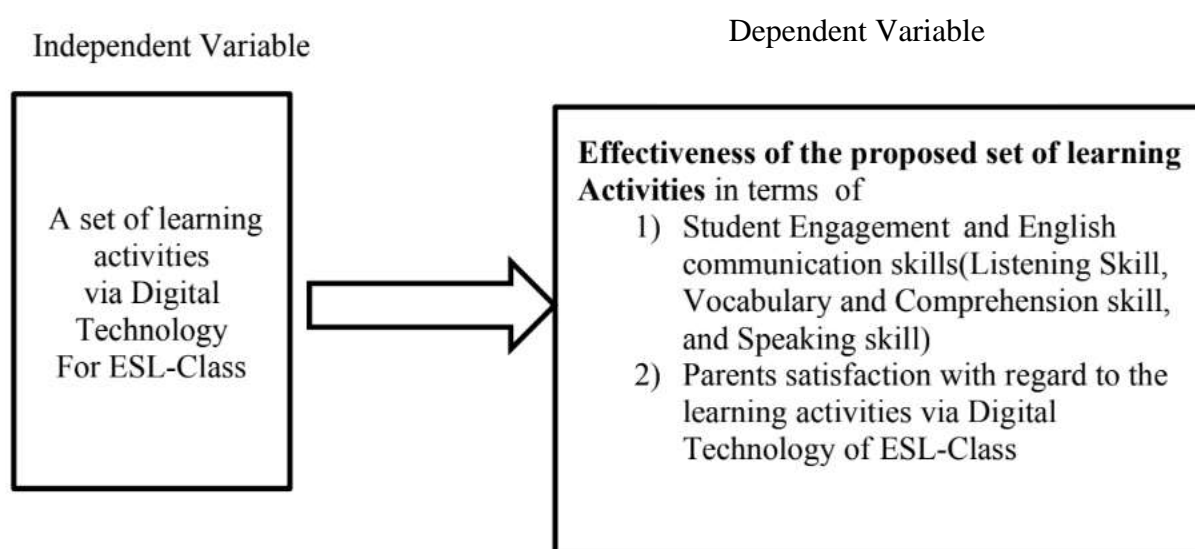 Independent Variable
Dependent Variable
A set of learning
activities
via Digital
Technology
For ESL-Class
Effectiveness of the proposed set of learning
Activities in terms of
1) Student Engagement and English
communication skills(Listening Skill,
Vocabulary and Comprehension skill,
and Speaking skill)
2) Parents satisfaction with regard to the
learning activities via Digital
Technology of ESL-Class